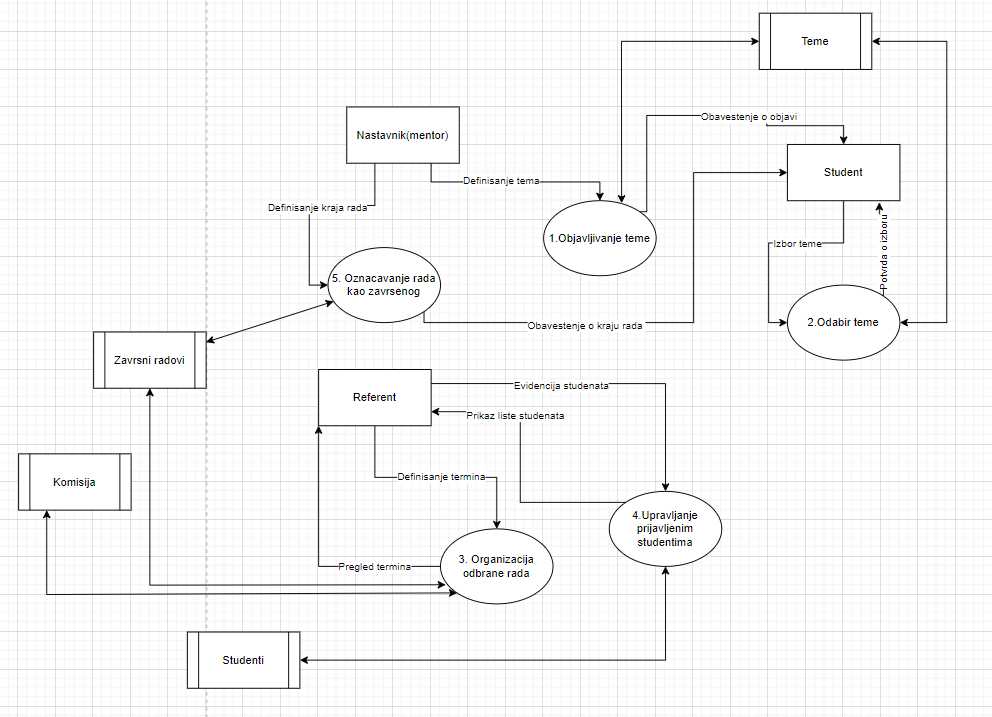 Teme
Obavestenje o objavi
Nastavnik(mentor)
Student
Definisanje tema
Definisanje kraja rada
1.Objavljivanje teme
Izbor teme
Potvrda o izboru
5. Oznacavanje rada
kao zavrsenog
2.Odabir teme
Obavestenje o kraju rada
Zavrsni radovi
Evidencija studenata
Referent
Prikaz liste studenata
Komisija
Definisanje termina
4.Upravljanje
prijavljenim
studentima
3. Organizacija
odbrane rada
Pregled termina
Studenti